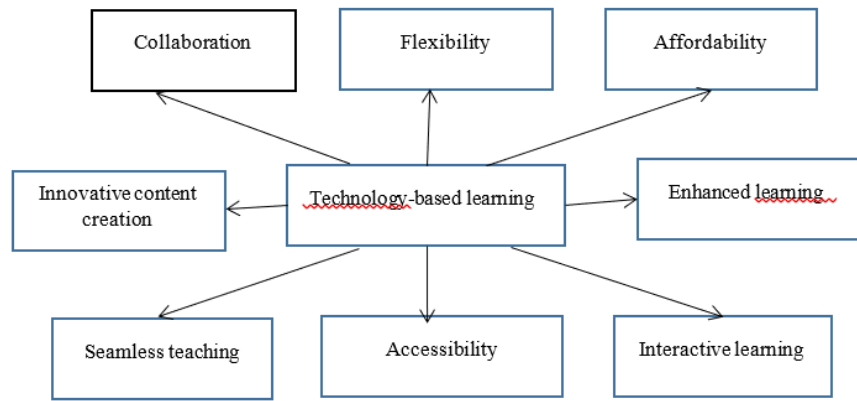 Collaboration
Flexibility
Affordability
Innovative content
creation
Technology-based learning
Enhanced learning
Seamless teaching
Accessibility
Interactive learning